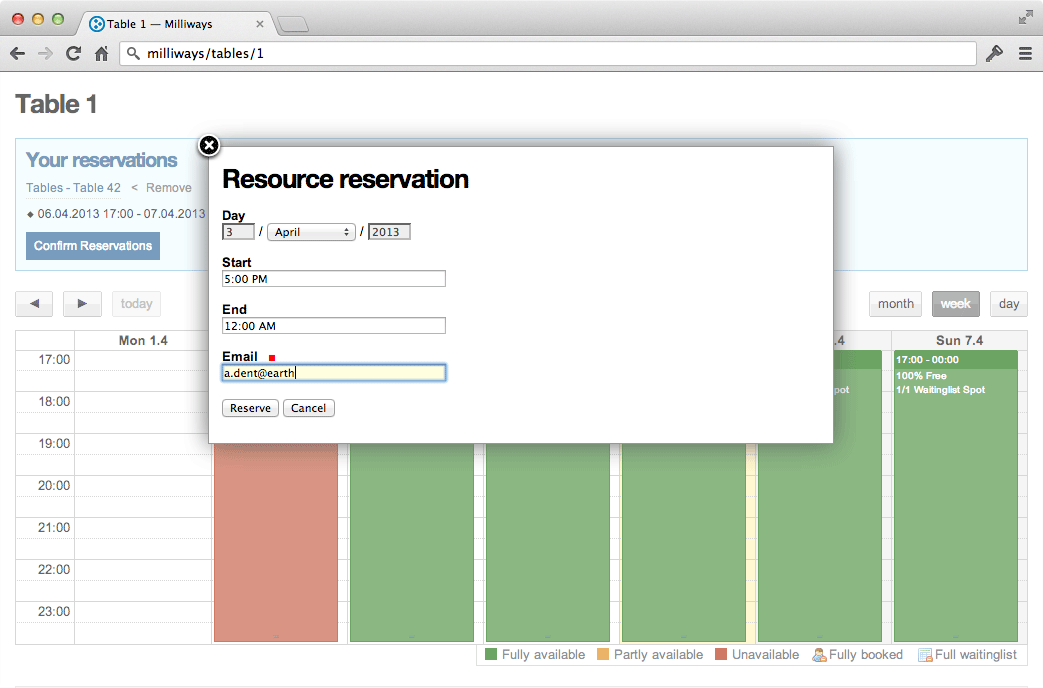 Table 1 — Milliways
milliways/tables/1
Table 1
Your reservations
Tables - Table 42 < Remove
06.04.2013 17:00 - 07.04.2013
Confirm Reservations
Resource reservation
Day
3 / April / 2013
Start
5:00 PM
End
12:00 AM
Email
a.dent@earth
Reserve Cancel
today
month week day
Mon 1.4 .4 Sun 7.4
17:00
17:00 - 00:00
100% Free
pot 1/1 Waitinglist Spot
18:00
19:00
20:00
21:00
22:00
23:00
Fully available Partly available Unavailable Fully booked Full waitinglist